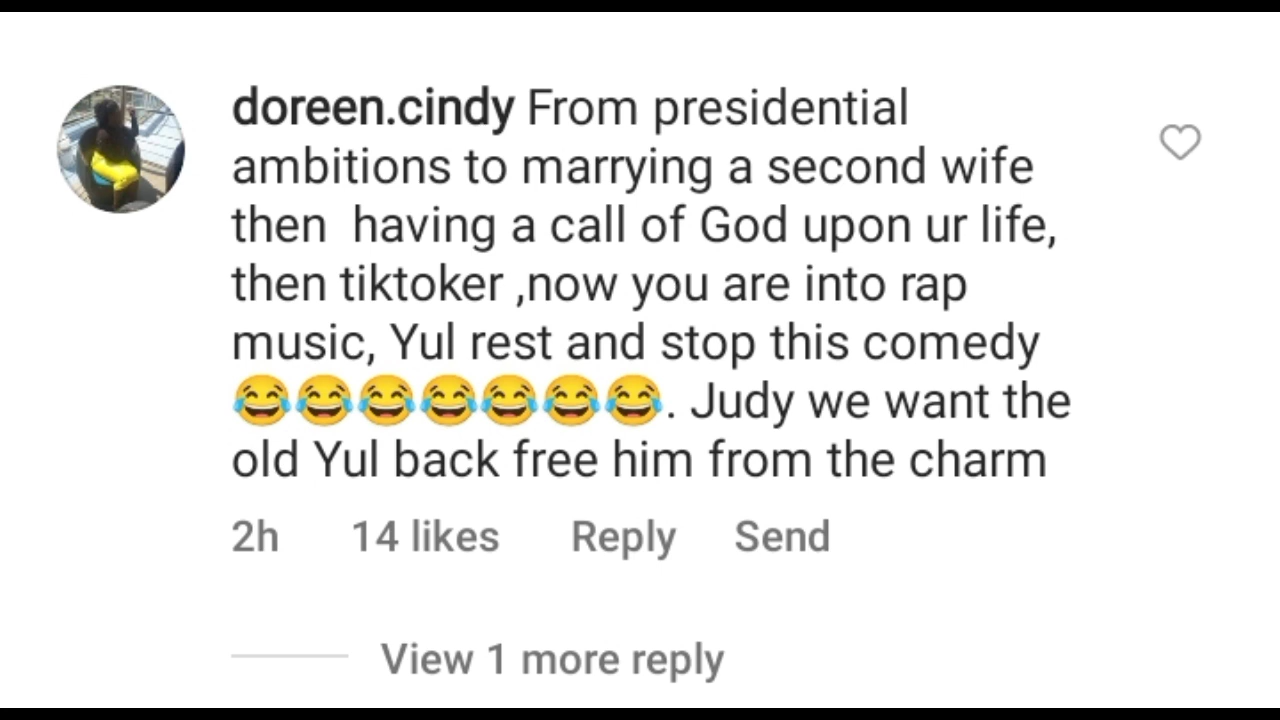 doreen.cindy From presidential
ambitions to marrying a second wife
then  having a call of God upon ur life,
then tiktoker ,now you are into rap
music, Yul rest and stop this comedy
😂😂😂😂😂😂😂. Judy we want the
old Yul back free him from the charm
2h 14 likes Reply Send
View 1 more reply